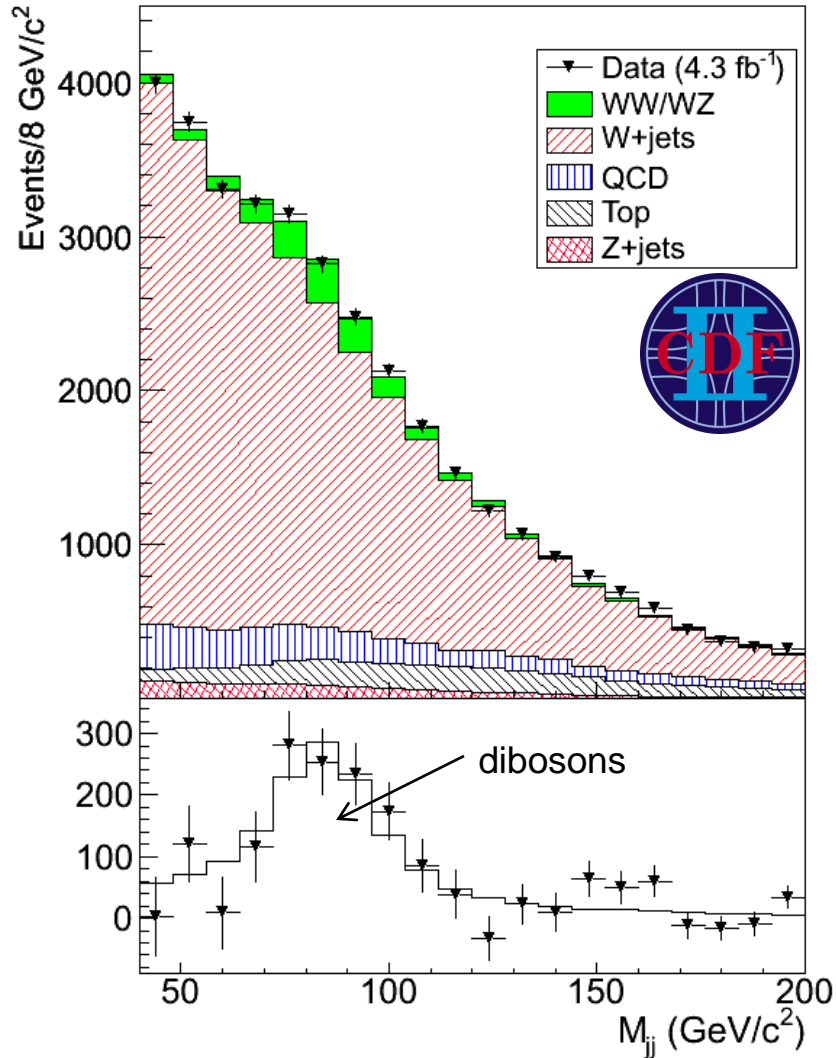 Events/8 GeV/c²
4000
3000
2000
1000
Data (4.3 fb⁻¹)
WW/WZ
W+jets
QCD
Top
Z+jets
II
CDF
300
200
100
0
dibosons
50 100 150 200
M_jj (GeV/c²)